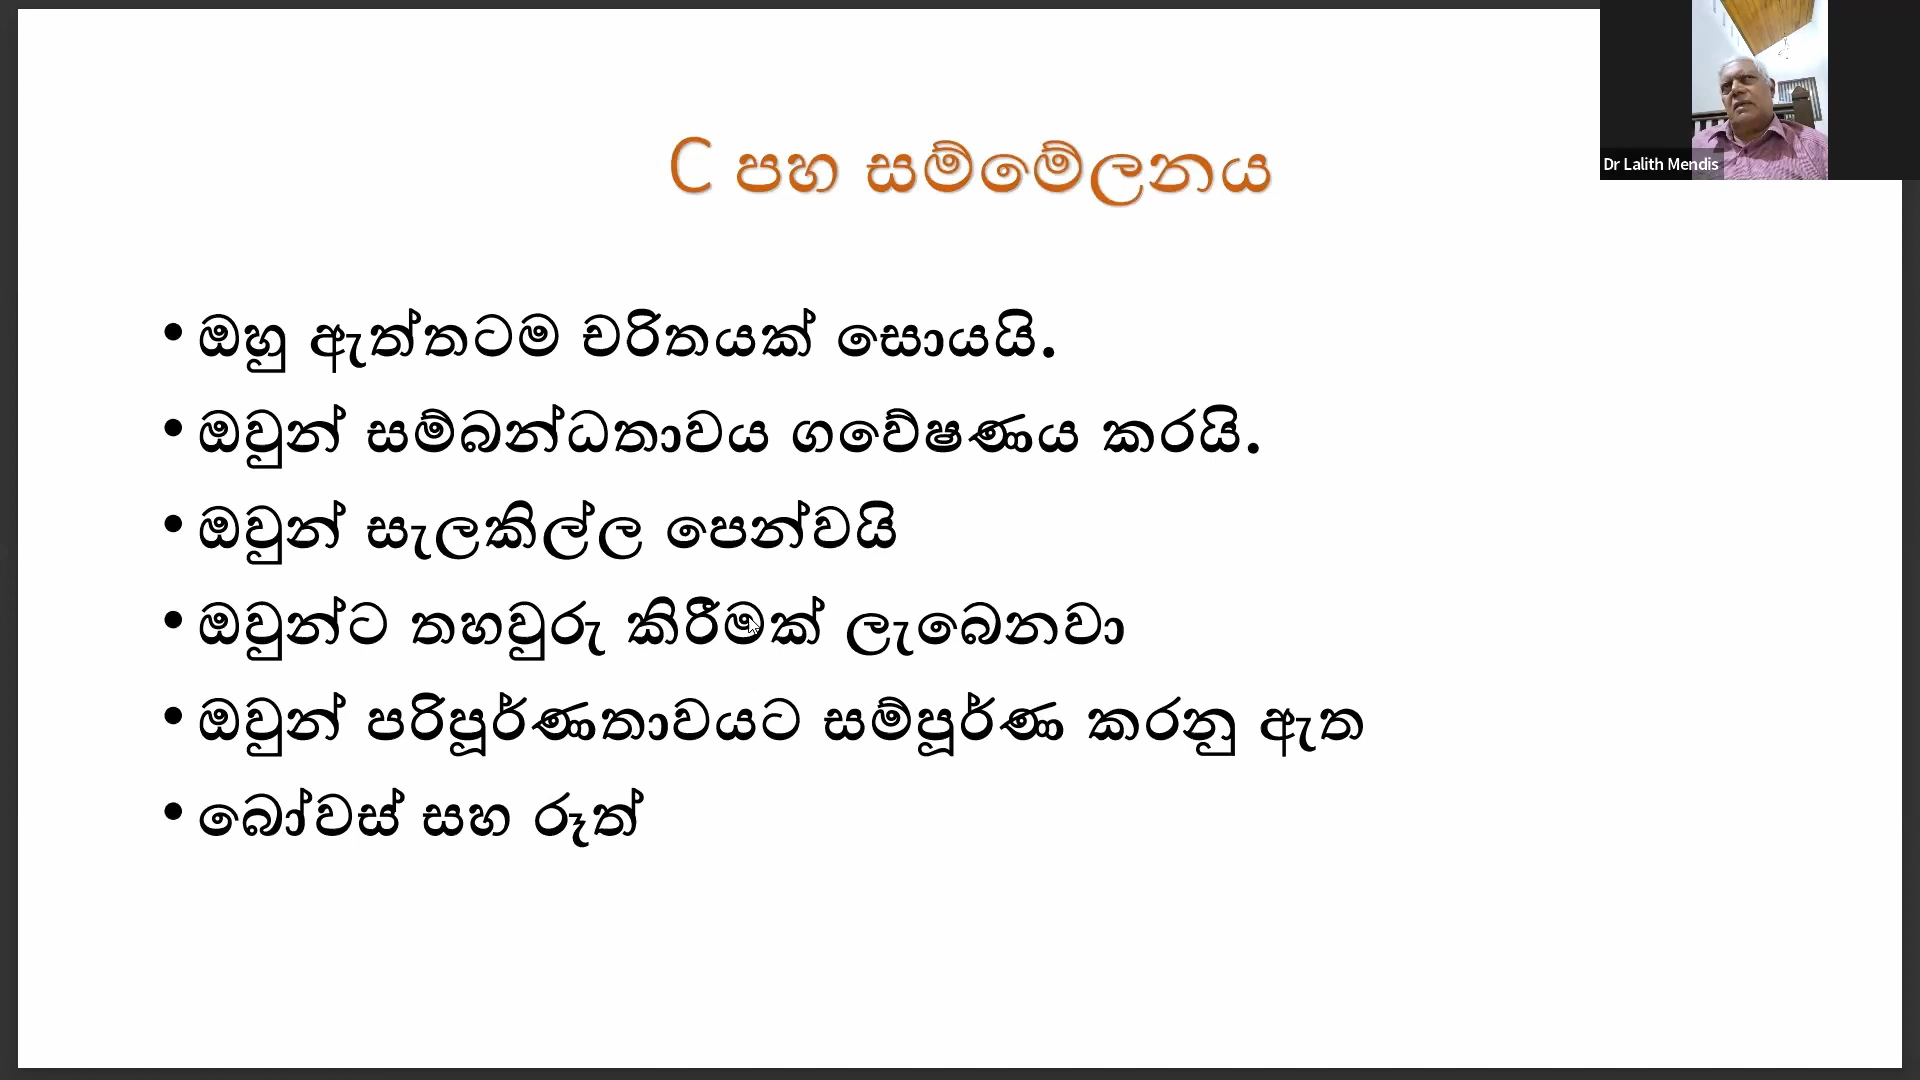 C පහ සම්මේලනය
Dr Lalith Mendis
• ඔහු ඇත්තටම චරිතයක් සොයයි.
• ඔවුන් සම්බන්ධතාවය ගවේෂණය කරයි.
• ඔවුන් සැලකිල්ල පෙන්වයි
• ඔවුන්ට තහවුරු කිරීමක් ලැබෙනවා
• ඔවුන් පරිපූර්ණතාවයට සම්පූර්ණ කරනු ඇත
• බෝවස් සහ රූත්